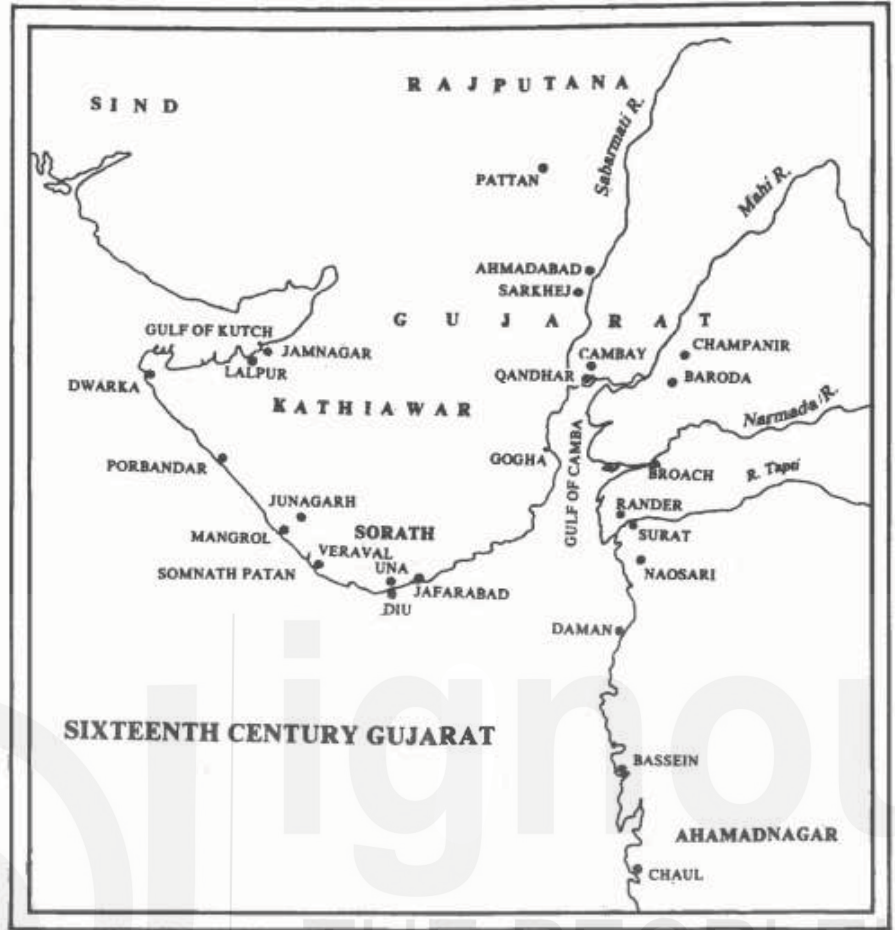 RAJPUTANA
SIND
Sabarmati R.
PATTAN
Mahi R.
AHMADABAD
SARKHEJ
GUJARAT
GULF OF KUTCH
JAMNAGAR
LALPUR
CAMBAY
CHAMPANIR
QANDHAR
BARODA
DWARKA
KATHIAWAR
Narmada R.
GOGHA
GULF OF CAMBA
BROACH
R. Tapti
PORBANDAR
JUNAGARH
RANDER
MANGROL
SORATH
SURAT
VERAVAL
SOMNATH PATAN
UNA
NAOSARI
JAFARABAD
DIU
DAMAN
SIXTEENTH CENTURY GUJARAT
BASSEIN
AHAMADNAGAR
CHAUL
ignou
THE PEOPLE